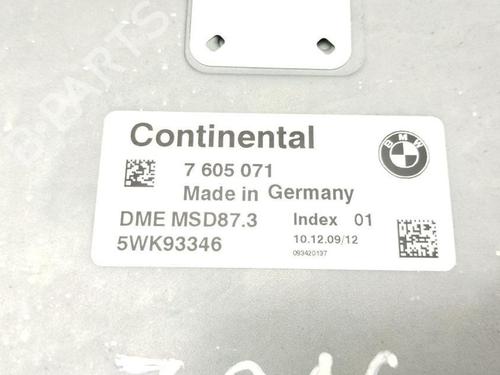 B-PARTS
Continental
BMW
7 605 071
Made in Germany
DME MSD87.3 Index 01
5WK93346 10.12.09/12
093420137